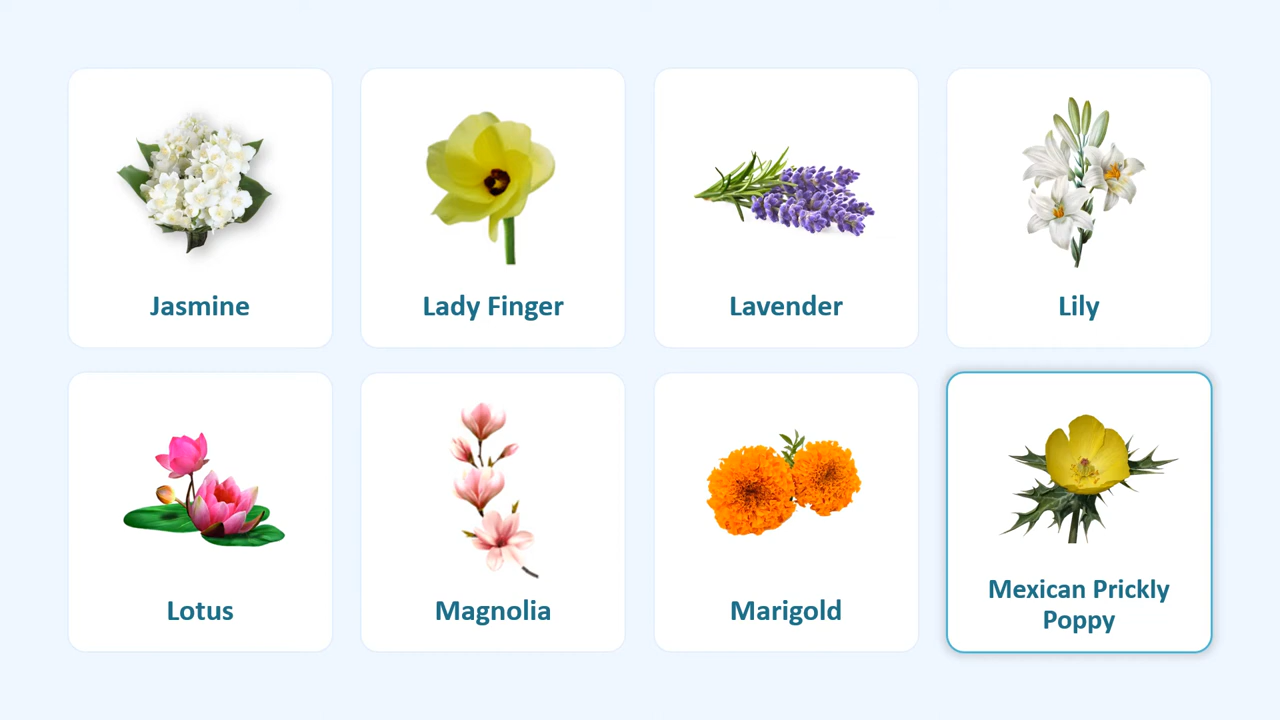 Jasmine
Lady Finger
Lavender
Lily
Lotus
Magnolia
Marigold
Mexican Prickly
Poppy